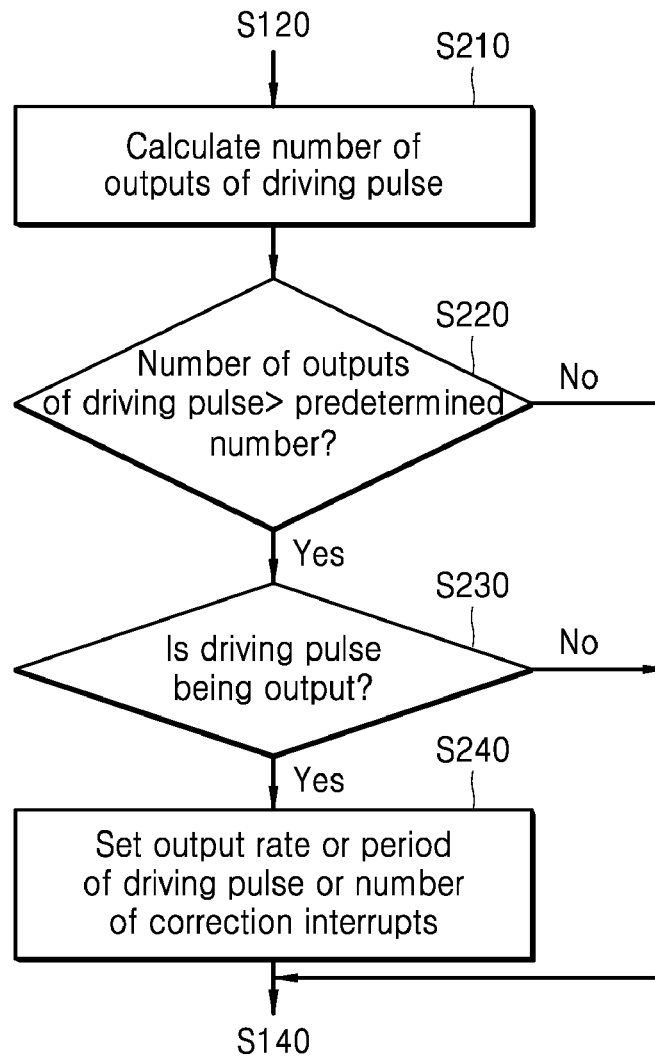 S120
S210
Calculate number of
outputs of driving pulse
S220
Number of outputs
of driving pulse> predetermined
number?
No
Yes
S230
Is driving pulse
being output?
No
Yes
S240
Set output rate or period
of driving pulse or number
of correction interrupts
S140